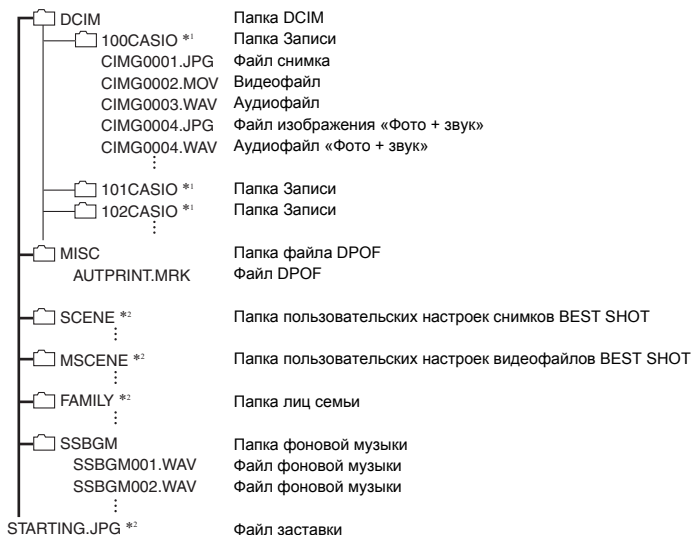 DCIM Папка DCIM
100CASIO *1 Папка Записи
CIMG0001.JPG Файл снимка
CIMG0002.MOV Видеофайл
CIMG0003.WAV Аудиофайл
CIMG0004.JPG Файл изображения «Фото + звук»
CIMG0004.WAV Аудиофайл «Фото + звук»
101CASIO *1 Папка Записи
102CASIO *1 Папка Записи
MISC Папка файла DPOF
AUTPRINT.MRK Файл DPOF
SCENE *2 Папка пользовательских настроек снимков BEST SHOT
MSCENE *2 Папка пользовательских настроек видеофайлов BEST SHOT
FAMILY *2 Папка лиц семьи
SSBGM Папка фоновой музыки
SSBGM001.WAV Файл фоновой музыки
SSBGM002.WAV Файл фоновой музыки
STARTING.JPG *2 Файл заставки